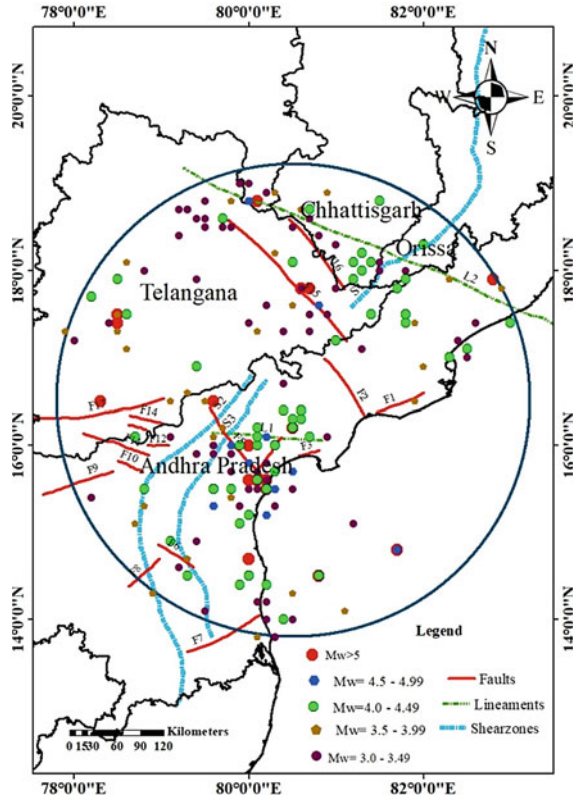 78°0'0"E 80°0'0"E 82°0'0"E
N
W E
S
20°0'0"N 20°0'0"N
Chhattisgarh
Orissa
18°0'0"N 18°0'0"N
F16
L2
Telangana
F1
F14
S2
S3
F12
L1
16°0'0"N 16°0'0"N
F10
Andhra Pradesh
F9
14°0'0"N 14°0'0"N
F7
Legend
Mw>5 Faults
Mw= 4.5 - 4.99 Lineaments
Mw=4.0 - 4.49 Shearzones
Mw= 3.5 - 3.99
Mw= 3.0 - 3.49
Kilometers
0 15 30 60 90 120
78°0'0"E 80°0'0"E 82°0'0"E